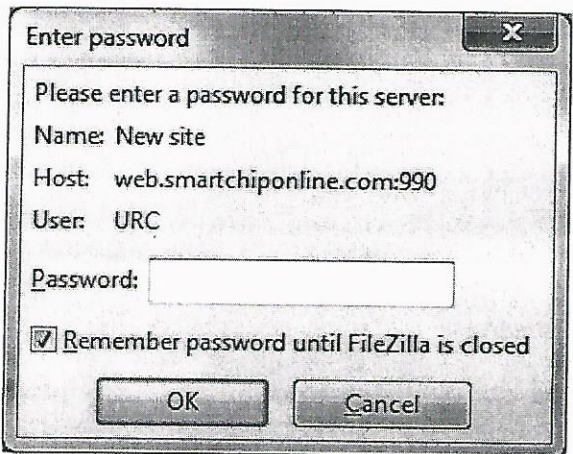 Enter password
Please enter a password for this server:
Name: New site
Host: web.smartchiponline.com:990
User: URC
Password:
Remember password until FileZilla is closed
OK
Cancel